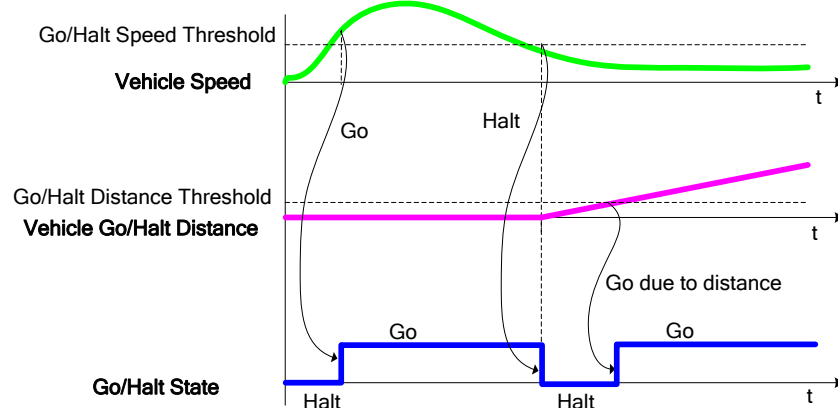 Go/Halt Speed Threshold
Vehicle Speed
t
Go
Halt
Go/Halt Distance Threshold
Vehicle Go/Halt Distance
t
Go due to distance
Go
Go
Go/Halt State
Halt
Halt
t